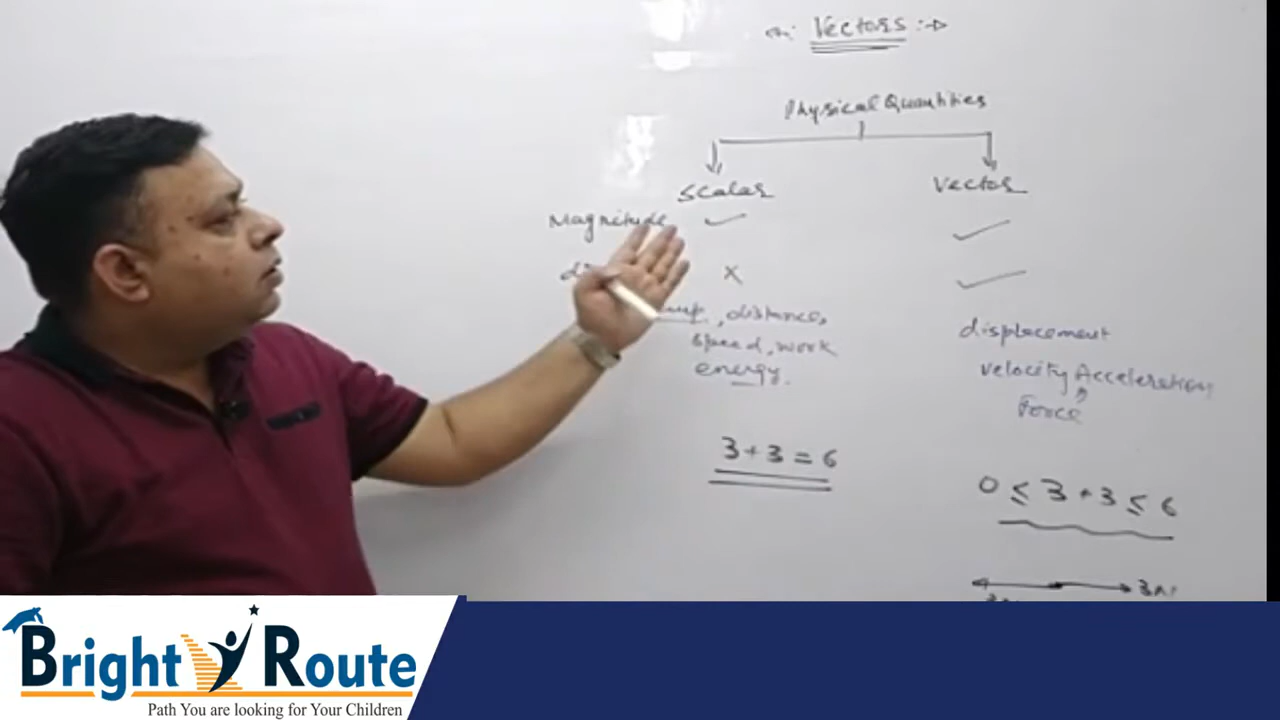 Vectors
Physical Quantities
Scalar Vector
Magnitude ✓ ✓
x ✓
, distance,
speed, work
energy.
displacement
velocity, Acceleration
Force
3+3=6
0 ≤ 3+3 ≤ 6
Bright Route
Path You are looking for Your Children